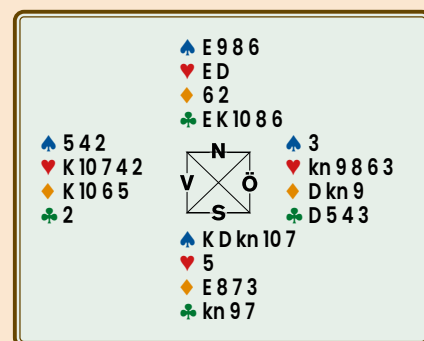 ♠ E 9 8 6
♥ E D
♦ 6 2
♣ E K 10 8 6
♠ 5 4 2
♥ K 10 7 4 2
♦ K 10 6 5
♣ 2
N
V Ö
S
♠ 3
♥ kn 9 8 6 3
♦ D kn 9
♣ D 5 4 3
♠ K D kn 10 7
♥ 5
♦ E 8 7 3
♣ kn 9 7